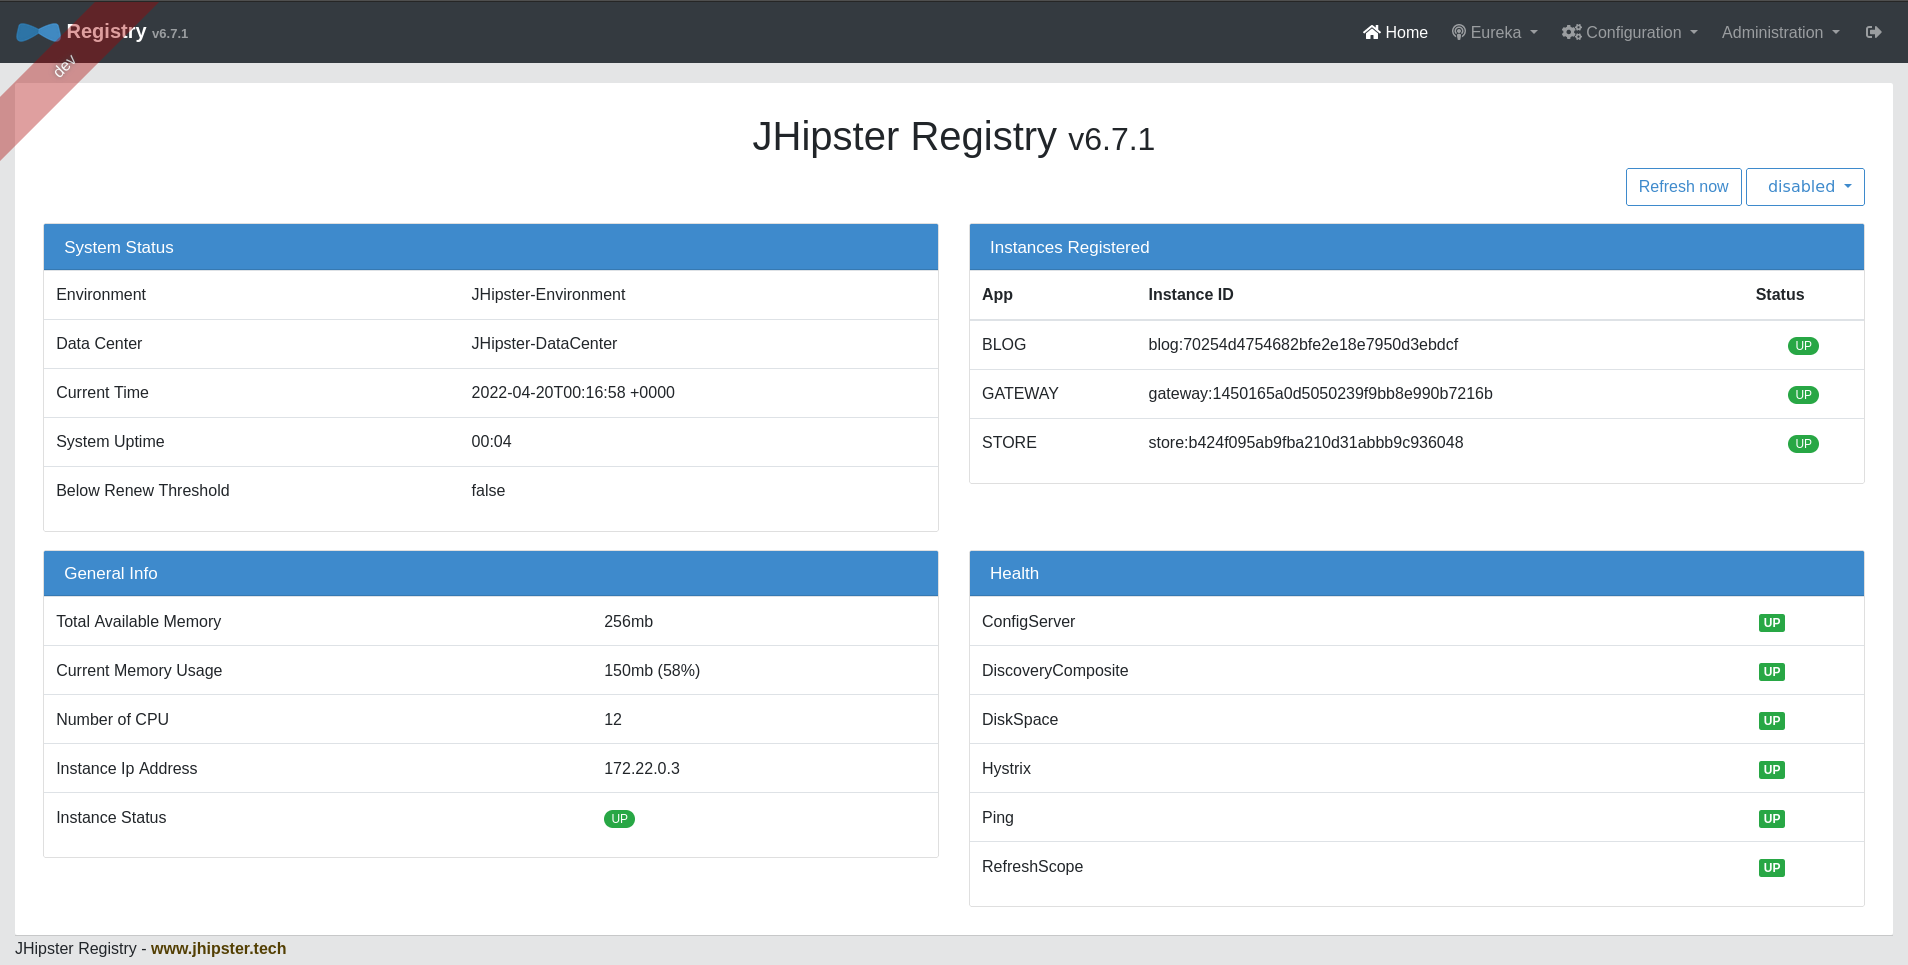 Registry v6.7.1
Home Eureka Configuration Administration
dev
JHipster Registry v6.7.1
Refresh now disabled
System Status
Environment JHipster-Environment
Data Center JHipster-DataCenter
Current Time 2022-04-20T00:16:58 +0000
System Uptime 00:04
Below Renew Threshold false
Instances Registered
App Instance ID Status
BLOG blog:70254d4754682bfe2e18e7950d3ebdcf UP
GATEWAY gateway:1450165a0d5050239f9bb8e990b7216b UP
STORE store:b424f095ab9fba210d31abbb9c936048 UP
General Info
Total Available Memory 256mb
Current Memory Usage 150mb (58%)
Number of CPU 12
Instance Ip Address 172.22.0.3
Instance Status UP
Health
ConfigServer UP
DiscoveryComposite UP
DiskSpace UP
Hystrix UP
Ping UP
RefreshScope UP
JHipster Registry - www.jhipster.tech